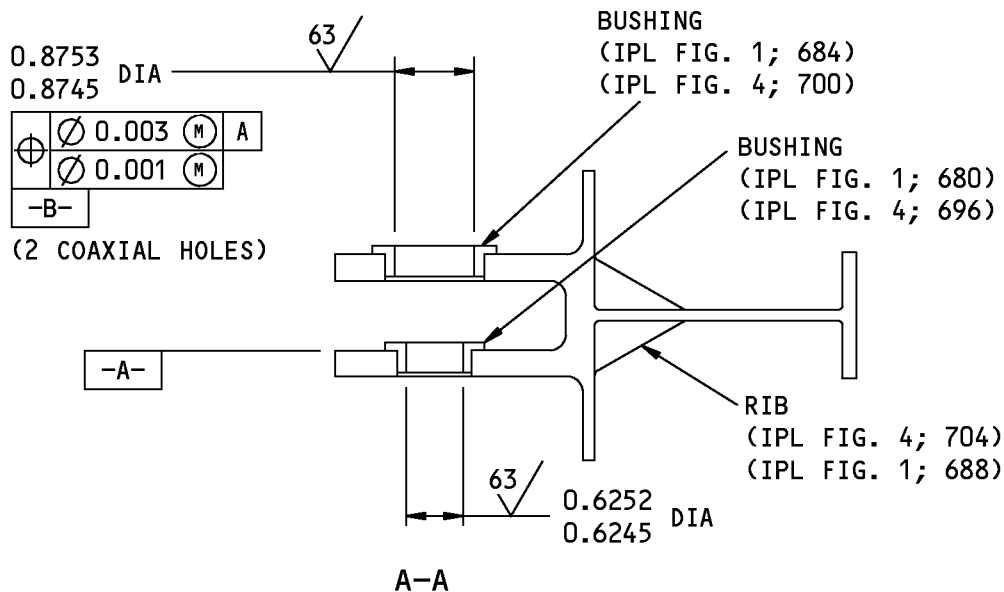 63
0.8753
0.8745
DIA
⌖ ⌀ 0.003 Ⓜ A
⌀ 0.001 Ⓜ
-B-
(2 COAXIAL HOLES)
BUSHING
(IPL FIG. 1; 684)
(IPL FIG. 4; 700)
BUSHING
(IPL FIG. 1; 680)
(IPL FIG. 4; 696)
-A-
RIB
(IPL FIG. 4; 704)
(IPL FIG. 1; 688)
63
0.6252
0.6245
DIA
A-A